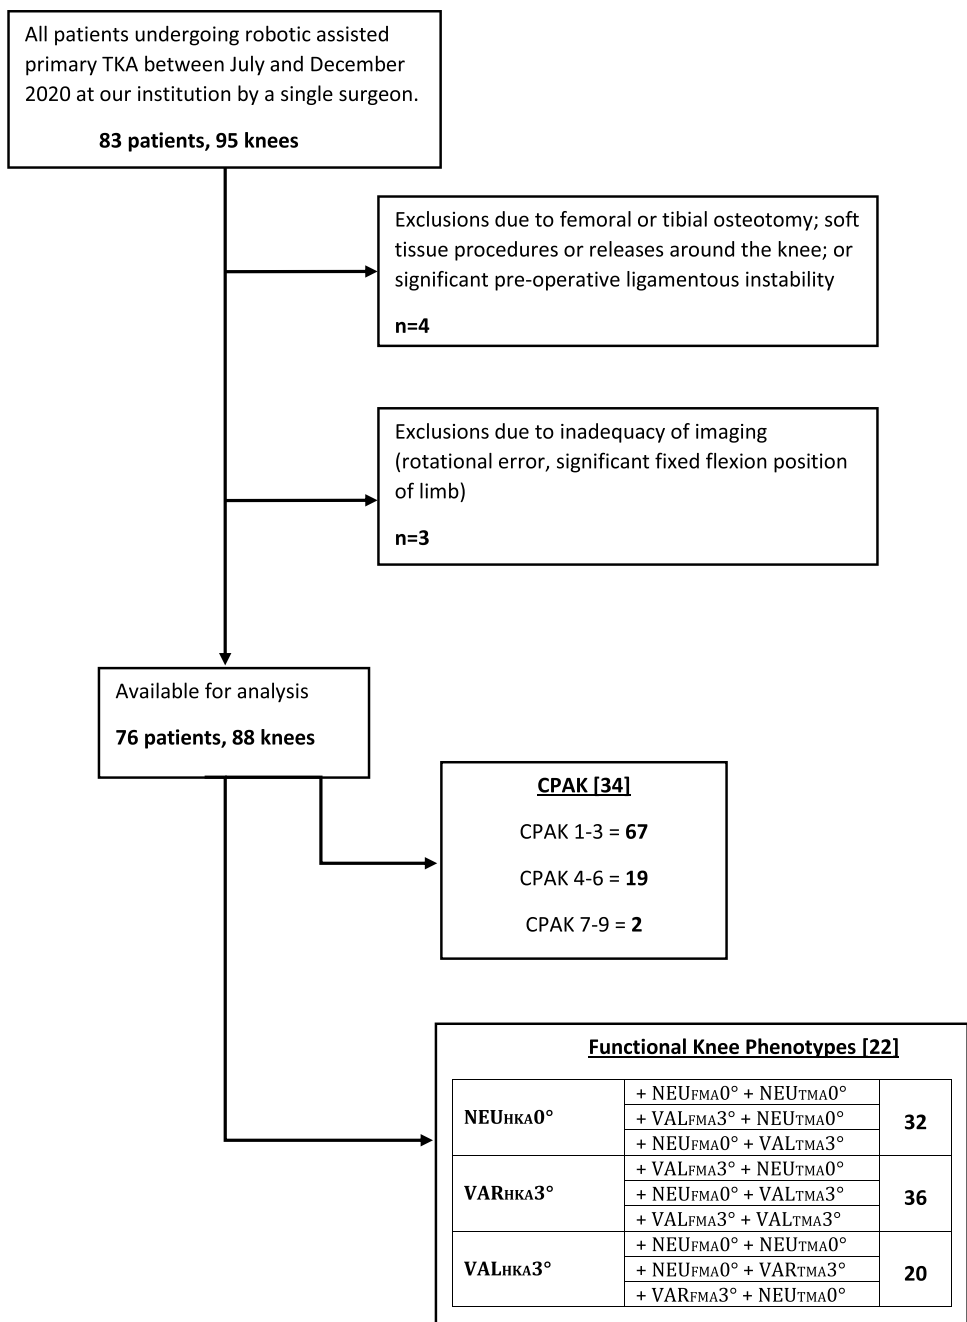 All patients undergoing robotic assisted
primary TKA between July and December
2020 at our institution by a single surgeon.
83 patients, 95 knees
Exclusions due to femoral or tibial osteotomy; soft
tissue procedures or releases around the knee; or
significant pre-operative ligamentous instability
n=4
Exclusions due to inadequacy of imaging
(rotational error, significant fixed flexion position
of limb)
n=3
Available for analysis
76 patients, 88 knees
CPAK [34]
CPAK 1-3 = 67
CPAK 4-6 = 19
CPAK 7-9 = 2
Functional Knee Phenotypes [22]
NEUHKA0°
+ NEUFMA0° + NEUTMA0°
+ VALFMA3° + NEUTMA0°
+ NEUFMA0° + VALTMA3°
32
VARHKA3°
+ VALFMA3° + NEUTMA0°
+ NEUFMA0° + VALTMA3°
+ VALFMA3° + VALTMA3°
36
VALHKA3°
+ NEUFMA0° + NEUTMA0°
+ NEUFMA0° + VARTMA3°
+ VARFMA3° + NEUTMA0°
20